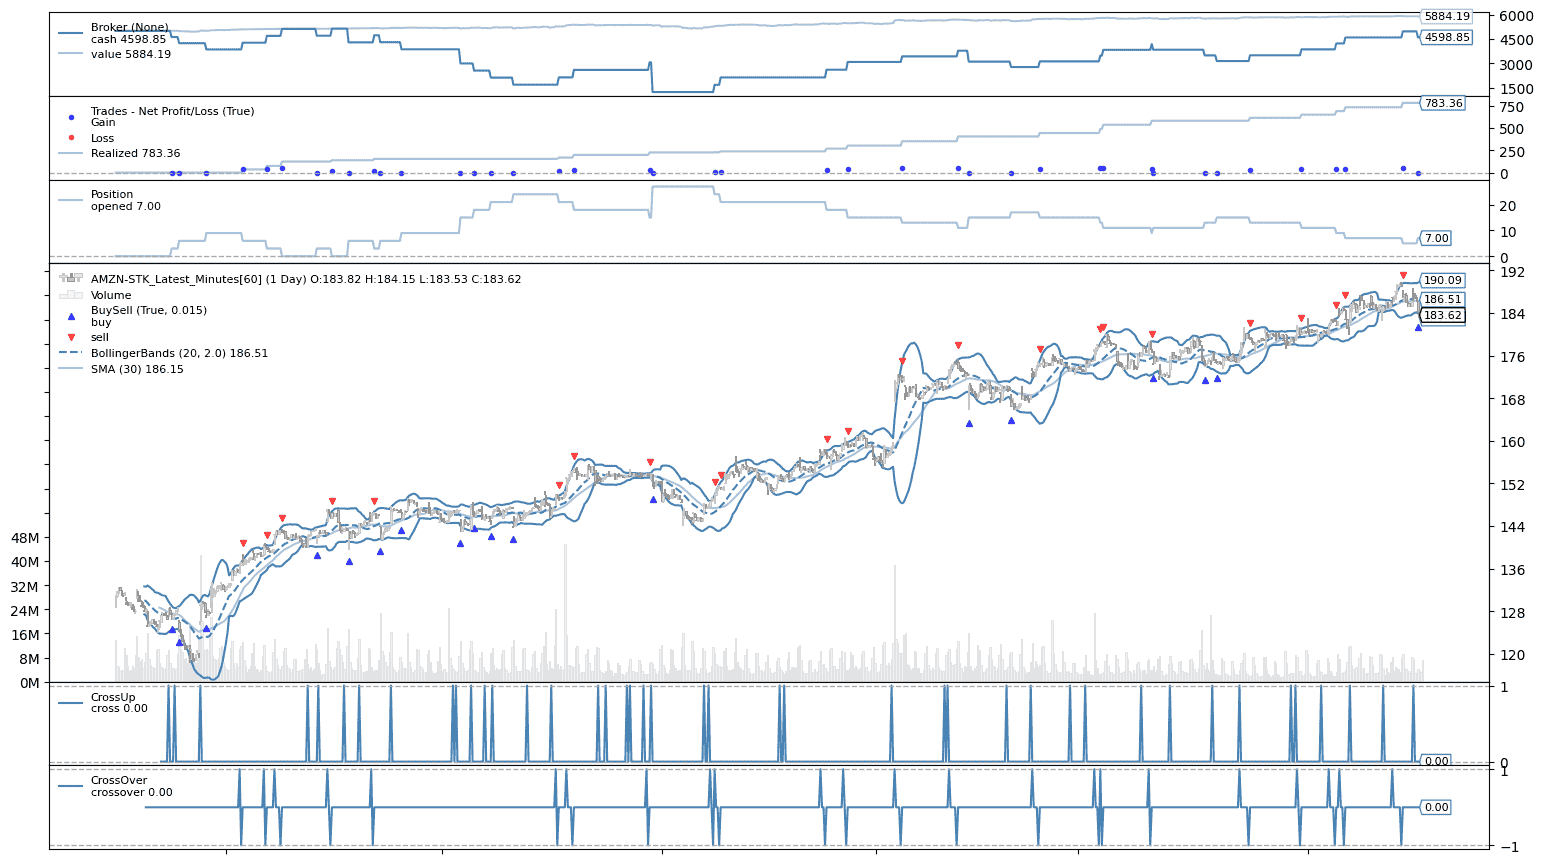 Broker (None)
cash 4598.85
value 5884.19
5884.19
4598.85
6000
4500
3000
1500
Trades - Net Profit/Loss (True)
Gain
Loss
Realized 783.36
783.36
750
500
250
0
Position
opened 7.00
7.00
20
10
0
AMZN-STK_Latest_Minutes[60] (1 Day) O:183.82 H:184.15 L:183.53 C:183.62
Volume
BuySell (True, 0.015)
buy
sell
BollingerBands (20, 2.0) 186.51
SMA (30) 186.15
190.09
186.51
183.62
192
184
176
168
160
152
144
136
128
120
48M
40M
32M
24M
16M
8M
0M
CrossUp
cross 0.00
0.00
1
0
CrossOver
crossover 0.00
0.00
1
−1